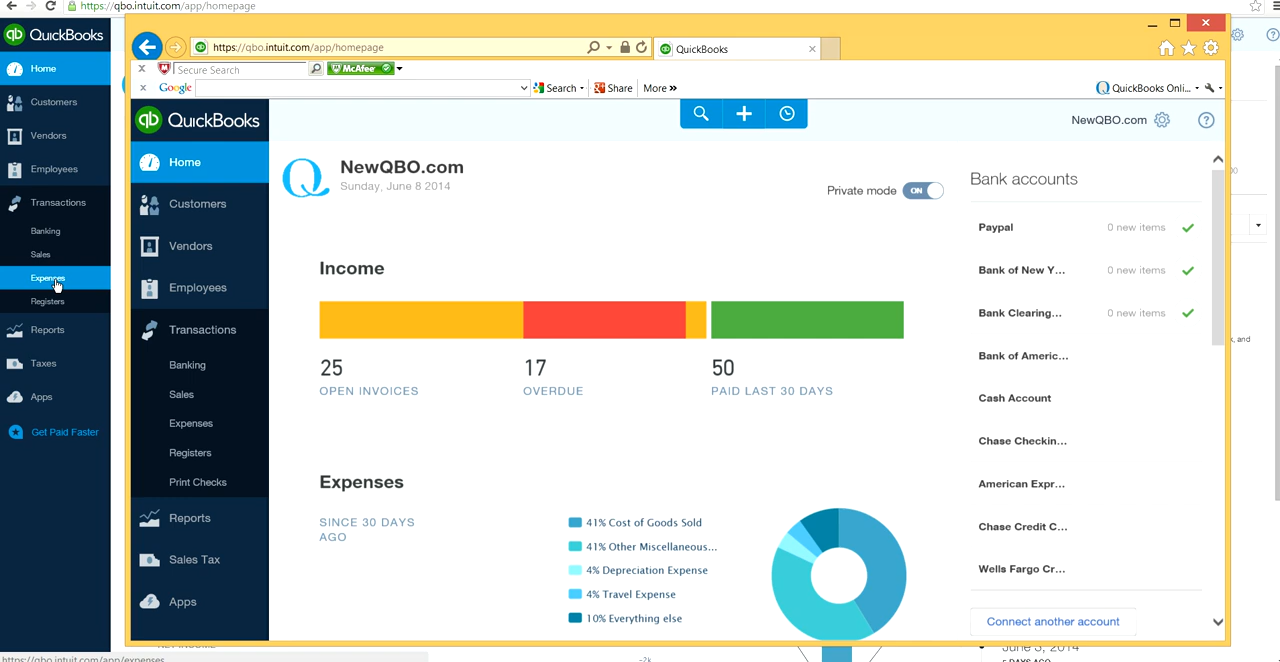 https://qbo.intuit.com/app/homepage
QuickBooks
Home
Customers
Vendors
Employees
Transactions
Banking
Sales
Expenses
Registers
Reports
Taxes
Apps
Get Paid Faster
https://qbo.intuit.com/app/homepage
QuickBooks
Secure Search
McAfee
Google
Search
Share
More »
QuickBooks Onli...
QuickBooks
NewQBO.com
Home
Customers
Vendors
Employees
Transactions
Banking
Sales
Expenses
Registers
Print Checks
Reports
Sales Tax
Apps
NewQBO.com
Sunday, June 8 2014
Private mode ON
Income
25
OPEN INVOICES
17
OVERDUE
50
PAID LAST 30 DAYS
Expenses
SINCE 30 DAYS
AGO
41% Cost of Goods Sold
41% Other Miscellaneous...
4% Depreciation Expense
4% Travel Expense
10% Everything else
Bank accounts
Paypal 0 new items
Bank of New Y... 0 new items
Bank Clearing... 0 new items
Bank of Americ...
Cash Account
Chase Checkin...
American Expr...
Chase Credit C...
Wells Fargo Cr...
Connect another account
and
NET INCOME
https://qbo.intuit.com/app/expenses
-2k
June 3, 2014
5 DAYS AGO